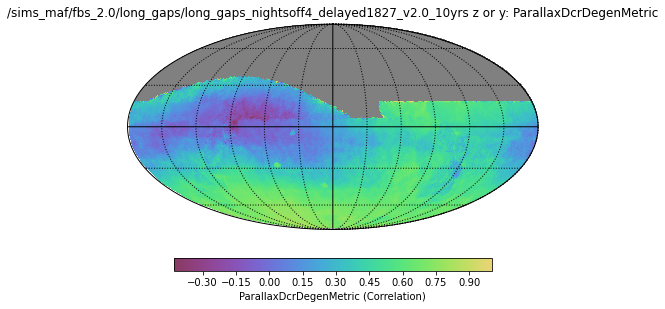 /sims_maf/fbs_2.0/long_gaps/long_gaps_nightsoff4_delayed1827_v2.0_10yrs z or y: ParallaxDcrDegenMetric
−0.30 −0.15 0.00 0.15 0.30 0.45 0.60 0.75 0.90
ParallaxDcrDegenMetric (Correlation)